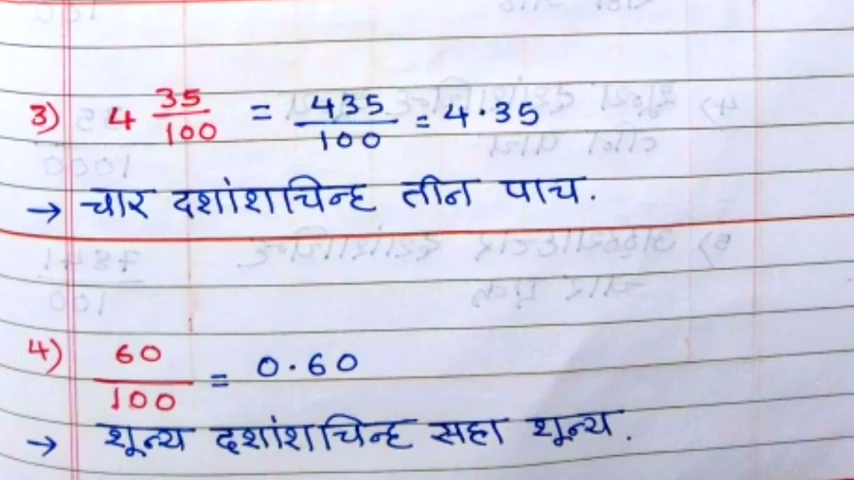 3) 4 35/100 = 435/100 = 4.35
→ चार दशांशचिन्ह तीन पाच.
4) 60/100 = 0.60
→ शून्य दशांशचिन्ह सहा शून्य.